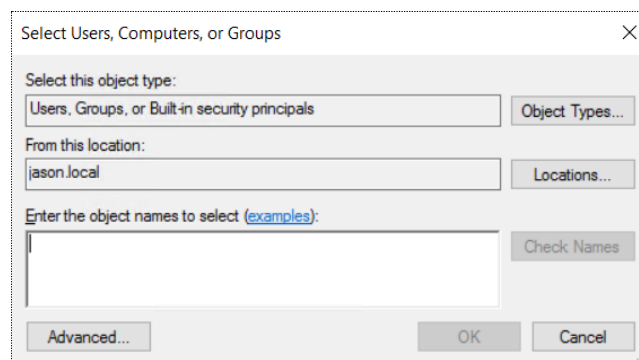 Select Users, Computers, or Groups
Select this object type:
Users, Groups, or Built-in security principals
Object Types...
From this location:
jason.local
Locations...
Enter the object names to select (examples):
Check Names
Advanced...
OK
Cancel